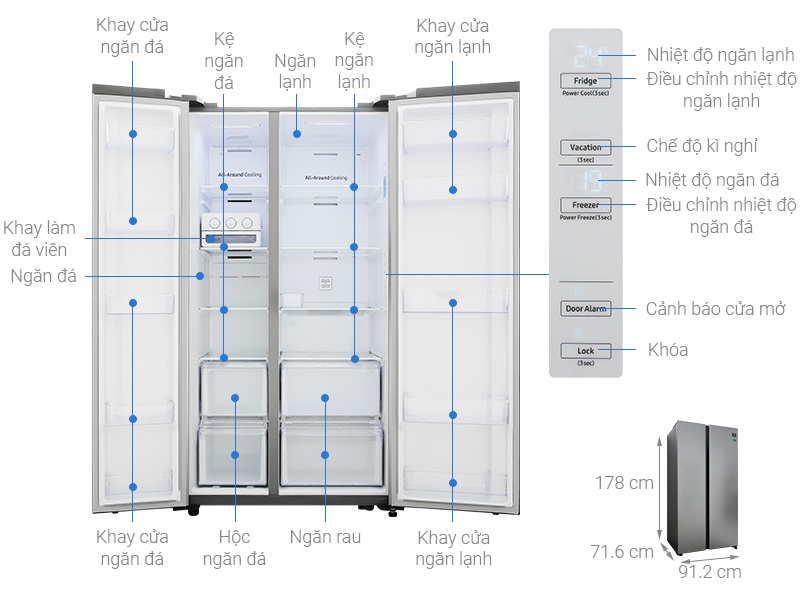 Khay cửa
ngăn đá
Kệ
ngăn
đá
Ngăn
lạnh
Kệ
ngăn
lạnh
Khay cửa
ngăn lạnh
All-Around Cooling
All-Around Cooling
Khay làm
đá viên
Ngăn đá
Khay cửa
ngăn đá
Hộc
ngăn đá
Ngăn rau
Khay cửa
ngăn lạnh
24°
Nhiệt độ ngăn lạnh
Fridge
Power Cool(3sec)
Điều chỉnh nhiệt độ
ngăn lạnh
Vacation
(3sec)
Chế độ kì nghỉ
-19
Nhiệt độ ngăn đá
Freezer
Power Freeze(3sec)
Điều chỉnh nhiệt độ
ngăn đá
Door Alarm
Cảnh báo cửa mở
Lock
(3sec)
Khóa
178 cm
71.6 cm
91.2 cm